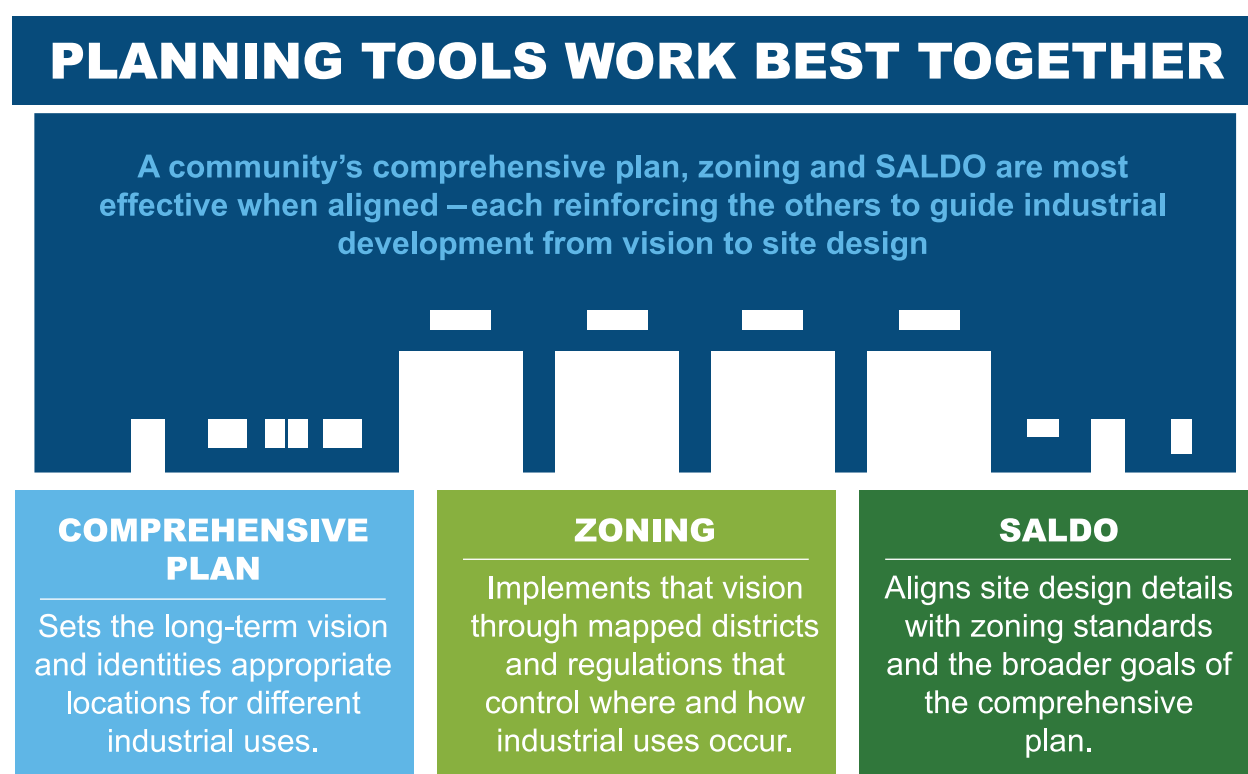 PLANNING TOOLS WORK BEST TOGETHER
A community’s comprehensive plan, zoning and SALDO are most
effective when aligned – each reinforcing the others to guide industrial
development from vision to site design
COMPREHENSIVE
PLAN
Sets the long-term vision
and identities appropriate
locations for different
industrial uses.
ZONING
Implements that vision
through mapped districts
and regulations that
control where and how
industrial uses occur.
SALDO
Aligns site design details
with zoning standards
and the broader goals of
the comprehensive
plan.